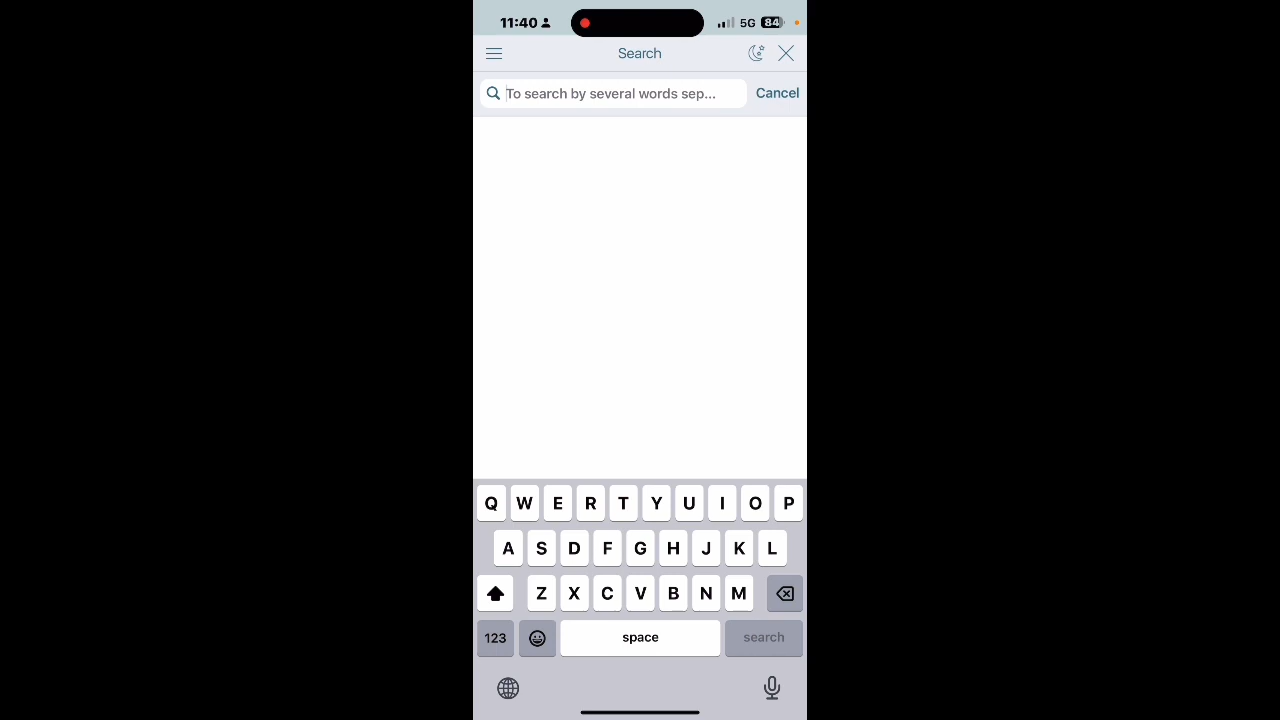 11:40
5G
84
Search
To search by several words sep...
Cancel
Q W E R T Y U I O P
A S D F G H J K L
Z X C V B N M
123
space
search